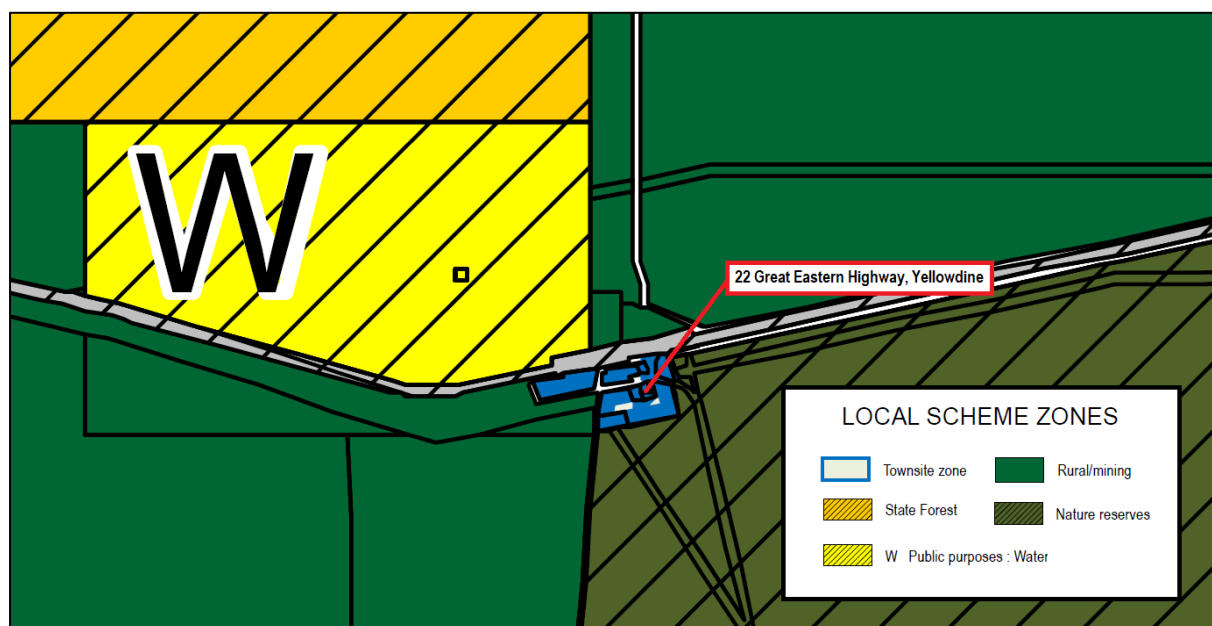 W
22 Great Eastern Highway, Yellowdine
LOCAL SCHEME ZONES
Townsite zone
Rural/mining
State Forest
Nature reserves
W Public purposes : Water